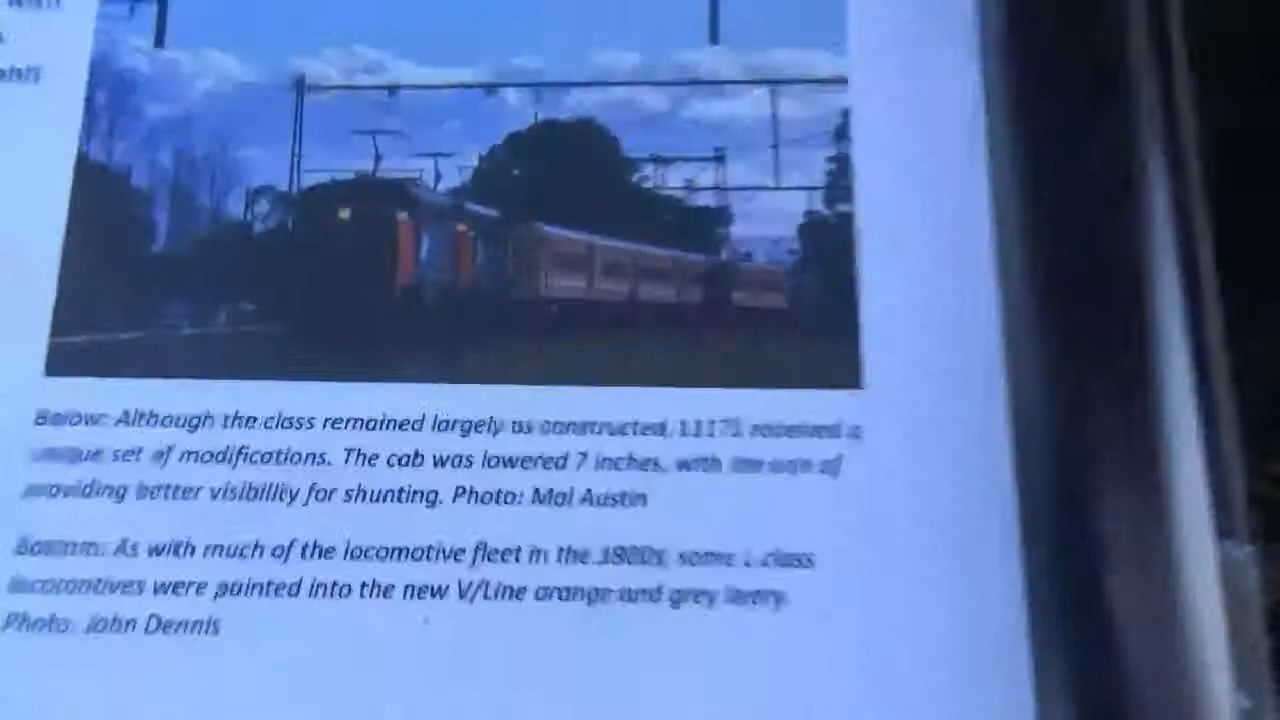 Below: Although the class remained largely as constructed, L1171 received a
unique set of modifications. The cab was lowered 7 inches, with the aim of
providing better visibility for shunting. Photo: Mal Austin
Bottom: As with much of the locomotive fleet in the 1980s, some L class
locomotives were painted into the new V/Line orange and grey livery.
Photo: John Dennis